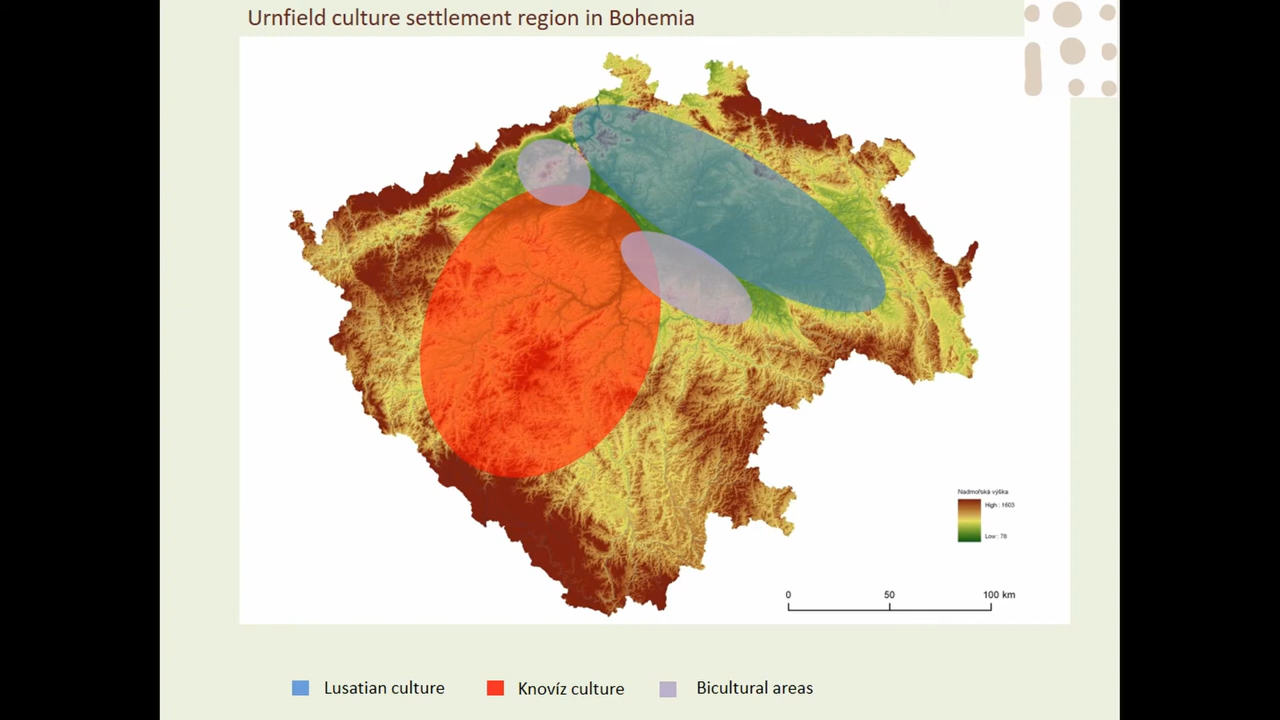 Urnfield culture settlement region in Bohemia
Nadmořská výška
High : 1603
Low : 78
0 50 100 km
Lusatian culture Knovíz culture Bicultural areas